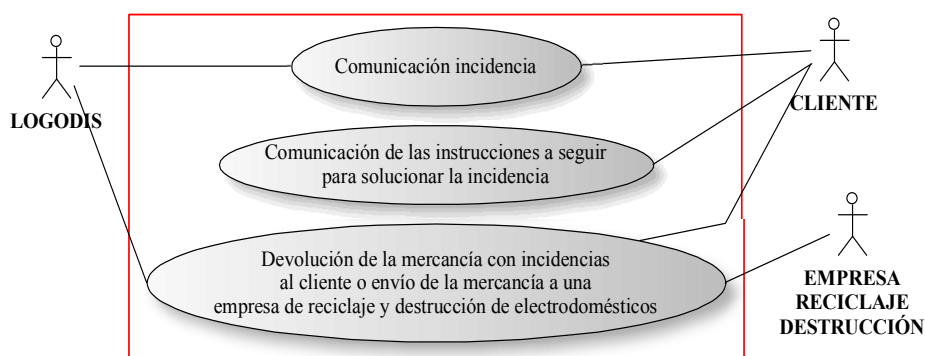 Comunicación incidencia
LOGODIS
CLIENTE
Comunicación de las instrucciones a seguir
para solucionar la incidencia
Devolución de la mercancía con incidencias
al cliente o envío de la mercancía a una
empresa de reciclaje y destrucción de electrodomésticos
EMPRESA
RECICLAJE
DESTRUCCIÓN